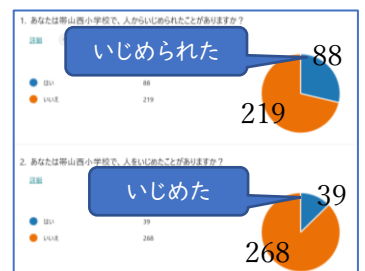 1. あなたは帯山西小学校で、人からいじめられたことがありますか？
詳細
いじめられた
88
はい 88
いいえ 219
219
2. あなたは帯山西小学校で、人をいじめたことがありますか？
詳細
いじめた
39
はい 39
いいえ 268
268